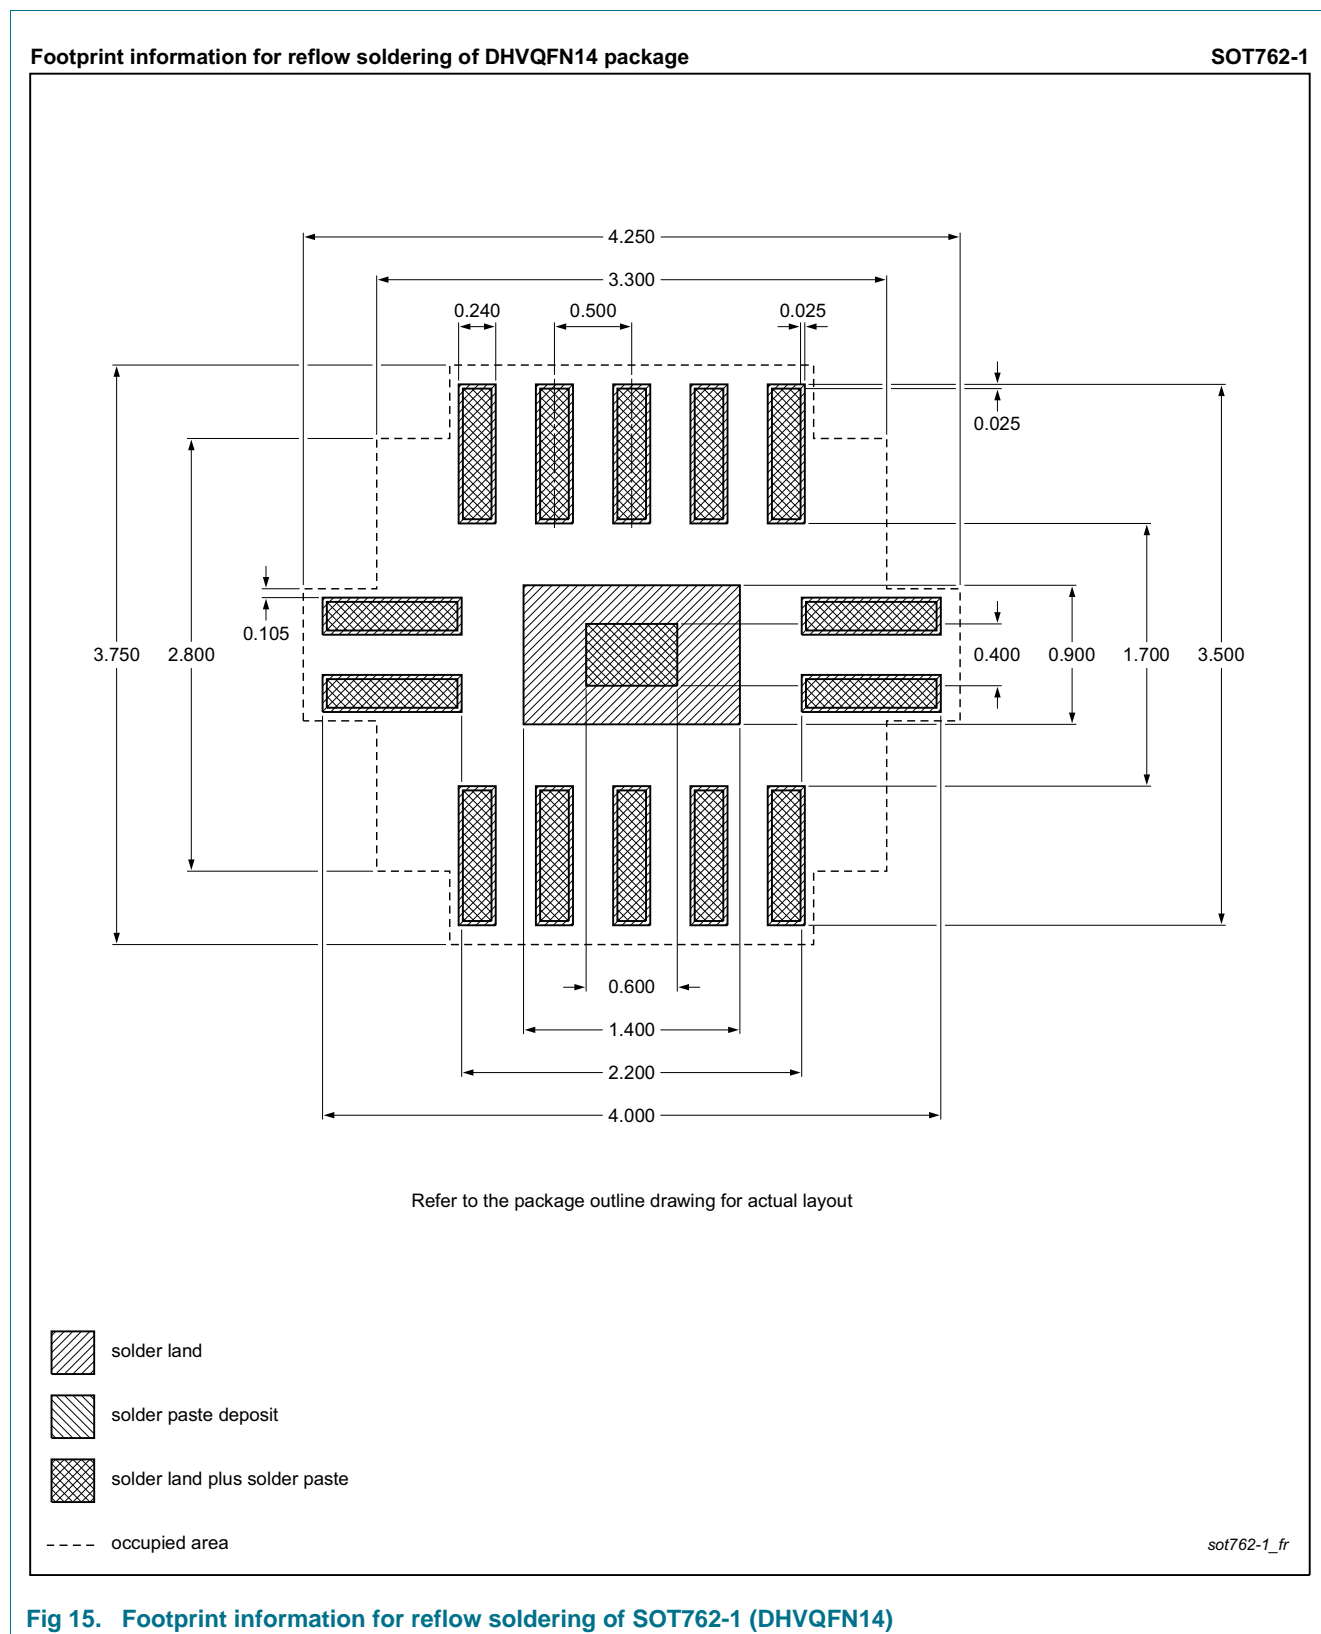 Footprint information for reflow soldering of DHVQFN14 package SOT762-1
4.250
3.300
0.240 0.500 0.025
0.025
0.105
3.750 2.800 0.400 0.900 1.700 3.500
0.600
1.400
2.200
4.000
Refer to the package outline drawing for actual layout
solder land
solder paste deposit
solder land plus solder paste
occupied area sot762-1_fr
Fig 15. Footprint information for reflow soldering of SOT762-1 (DHVQFN14)